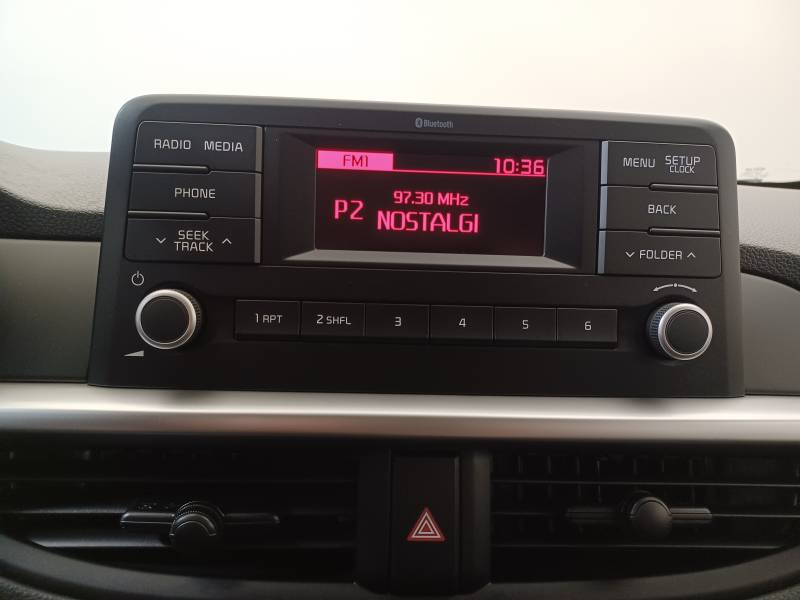 Bluetooth
RADIO MEDIA
PHONE
SEEK
TRACK
FM1 10:36
97.30 MHz
P2 NOSTALGI
MENU SETUP
CLOCK
BACK
FOLDER
1 RPT 2 SHFL 3 4 5 6